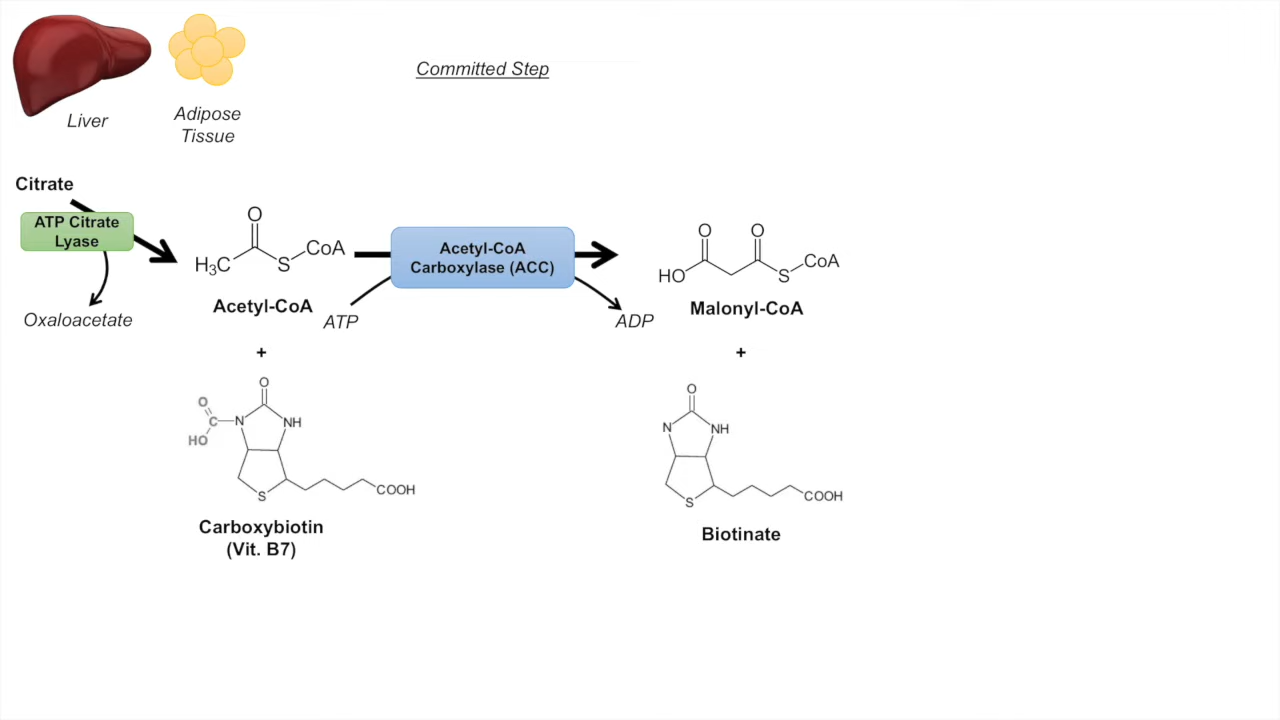 Committed Step
Liver
Adipose
Tissue
Citrate
ATP Citrate
Lyase
Oxaloacetate
O
H₃C
S
CoA
Acetyl-CoA
ATP
Acetyl-CoA
Carboxylase (ACC)
ADP
O
O
HO
S
CoA
Malonyl-CoA
+
+
O
O
C
HO
N
NH
S
COOH
Carboxybiotin
(Vit. B7)
O
N
NH
S
COOH
Biotinate